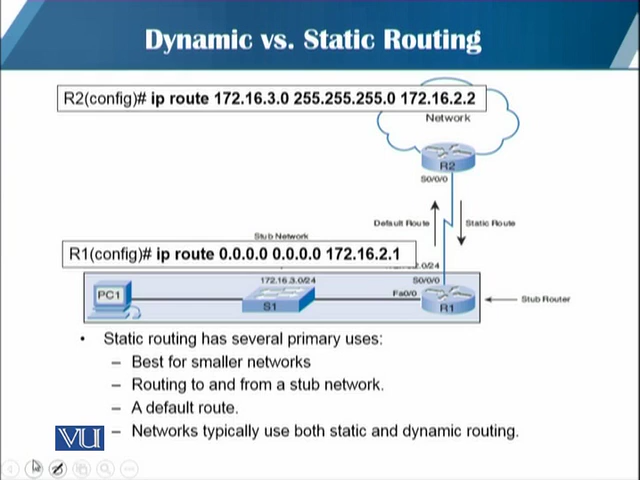 Dynamic vs. Static Routing
R2(config)# ip route 172.16.3.0 255.255.255.0 172.16.2.2
Network
R2
S0/0/0
Default Route
Static Route
Stub Network
R1(config)# ip route 0.0.0.0 0.0.0.0 172.16.2.1
2.0/24
172.16.3.0/24
S0/0/0
PC1
Fa0/0
S1
R1
Stub Router
• Static routing has several primary uses:
– Best for smaller networks
– Routing to and from a stub network.
– A default route.
– Networks typically use both static and dynamic routing.
VU